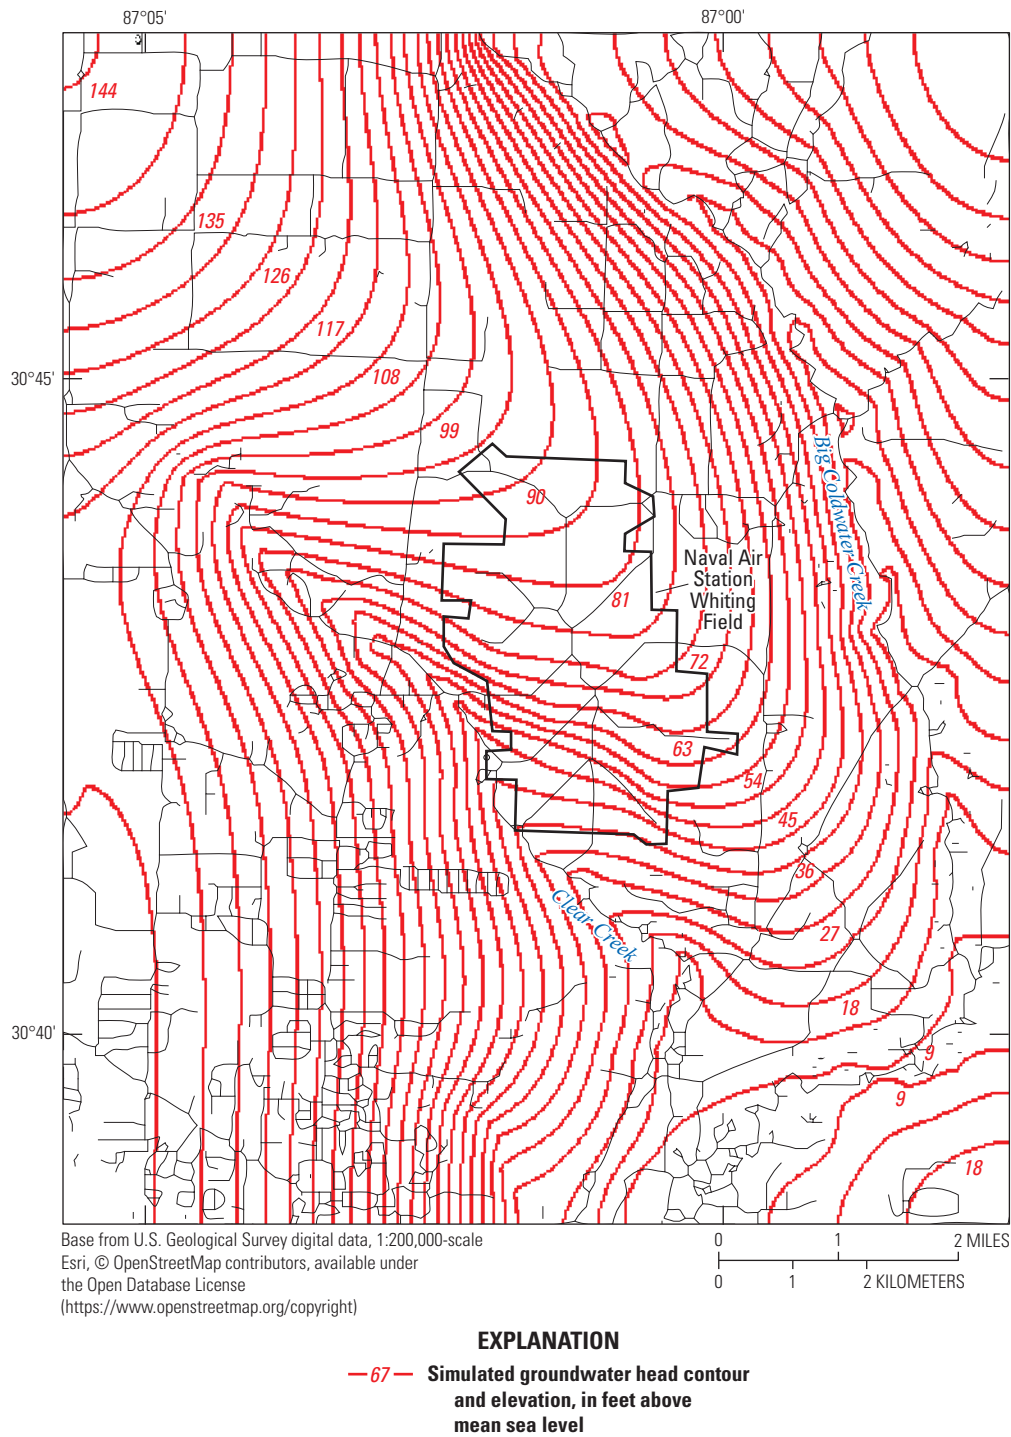 87°05'
87°00'
144
135
126
117
108
30°45'
99
90
Big Coldwater Creek
Naval Air
Station
Whiting
Field
81
72
63
54
45
36
27
Clear Creek
18
30°40'
9
9
18
Base from U.S. Geological Survey digital data, 1:200,000-scale
Esri, © OpenStreetMap contributors, available under
the Open Database License
(https://www.openstreetmap.org/copyright)
0 1 2 MILES
0 1 2 KILOMETERS
EXPLANATION
67 Simulated groundwater head contour
and elevation, in feet above
mean sea level